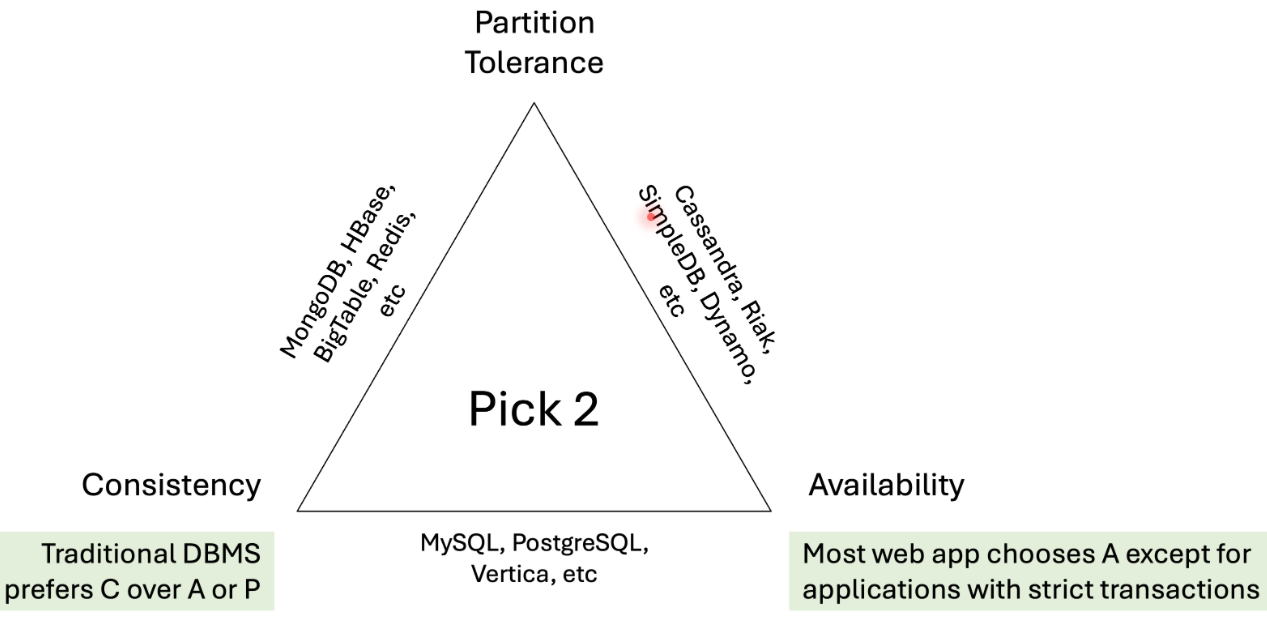 Partition
Tolerance
MongoDB, HBase,
BigTable, Redis,
etc
Cassandra, Riak,
SimpleDB, Dynamo,
etc
Pick 2
Consistency
Availability
Traditional DBMS
prefers C over A or P
MySQL, PostgreSQL,
Vertica, etc
Most web app chooses A except for
applications with strict transactions